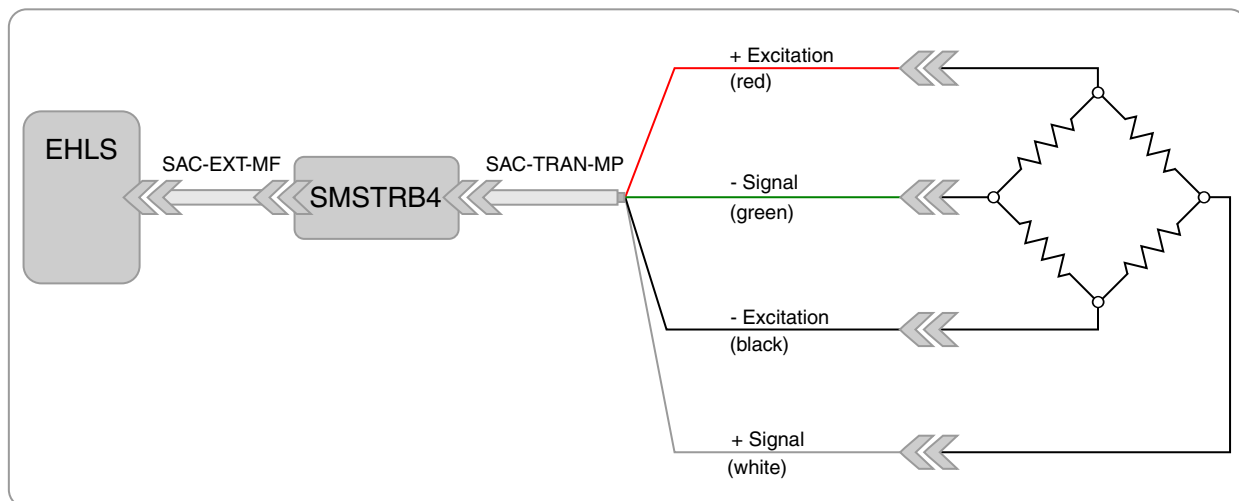 EHLS
SAC-EXT-MF
SMSTRB4
SAC-TRAN-MP
+ Excitation
(red)
- Signal
(green)
- Excitation
(black)
+ Signal
(white)